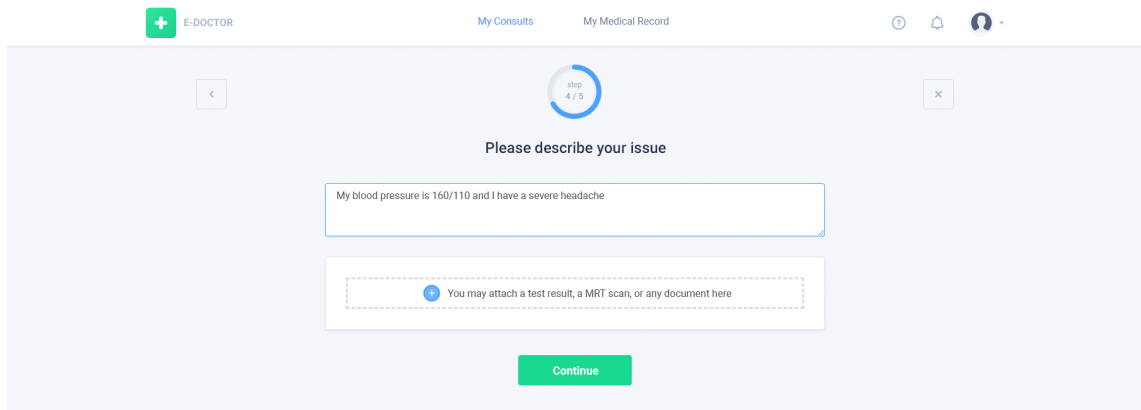 E-DOCTOR My Consults My Medical Record ?
step
4 / 5
Please describe your issue
My blood pressure is 160/110 and I have a severe headache
You may attach a test result, a MRT scan, or any document here
Continue